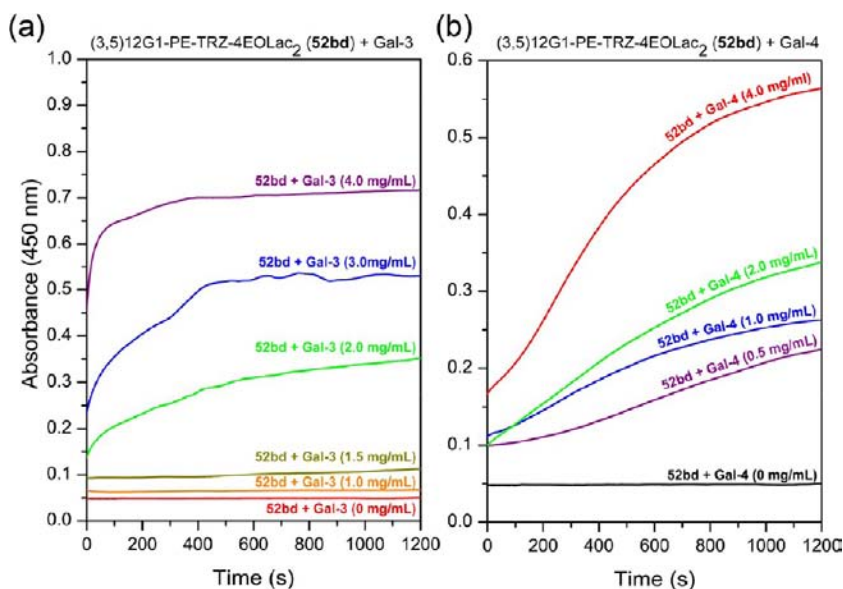 (a)
(3,5)12G1-PE-TRZ-4EOLac2 (52bd) + Gal-3
1.0
0.9
0.8
0.7
0.6
0.5
0.4
0.3
0.2
0.1
0.0
Absorbance (450 nm)
52bd + Gal-3 (4.0 mg/mL)
52bd + Gal-3 (3.0mg/mL)
52bd + Gal-3 (2.0 mg/mL)
52bd + Gal-3 (1.5 mg/mL)
52bd + Gal-3 (1.0 mg/mL)
52bd + Gal-3 (0 mg/mL)
0 200 400 600 800 1000 1200
Time (s)
(b)
(3,5)12G1-PE-TRZ-4EOLac2 (52bd) + Gal-4
0.6
0.5
0.4
0.3
0.2
0.1
0.0
52bd + Gal-4 (4.0 mg/ml)
52bd + Gal-4 (2.0 mg/mL)
52bd + Gal-4 (1.0 mg/mL)
52bd + Gal-4 (0.5 mg/mL)
52bd + Gal-4 (0 mg/mL)
0 200 400 600 800 1000 1200
Time (s)